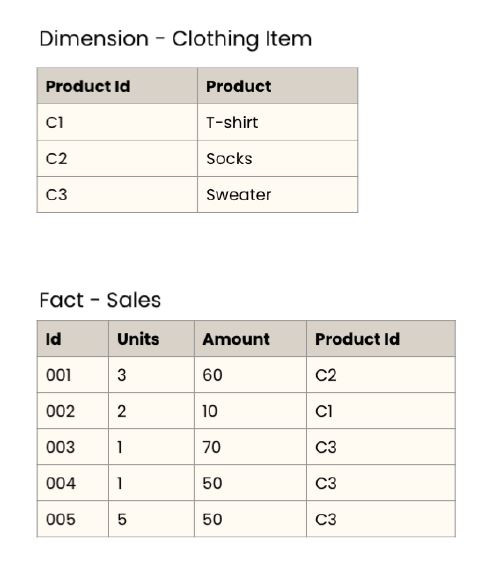 Dimension - Clothing Item
Product Id Product
C1 T-shirt
C2 Socks
C3 Sweater
Fact - Sales
Id Units Amount Product Id
001 3 60 C2
002 2 10 C1
003 1 70 C3
004 1 50 C3
005 5 50 C3